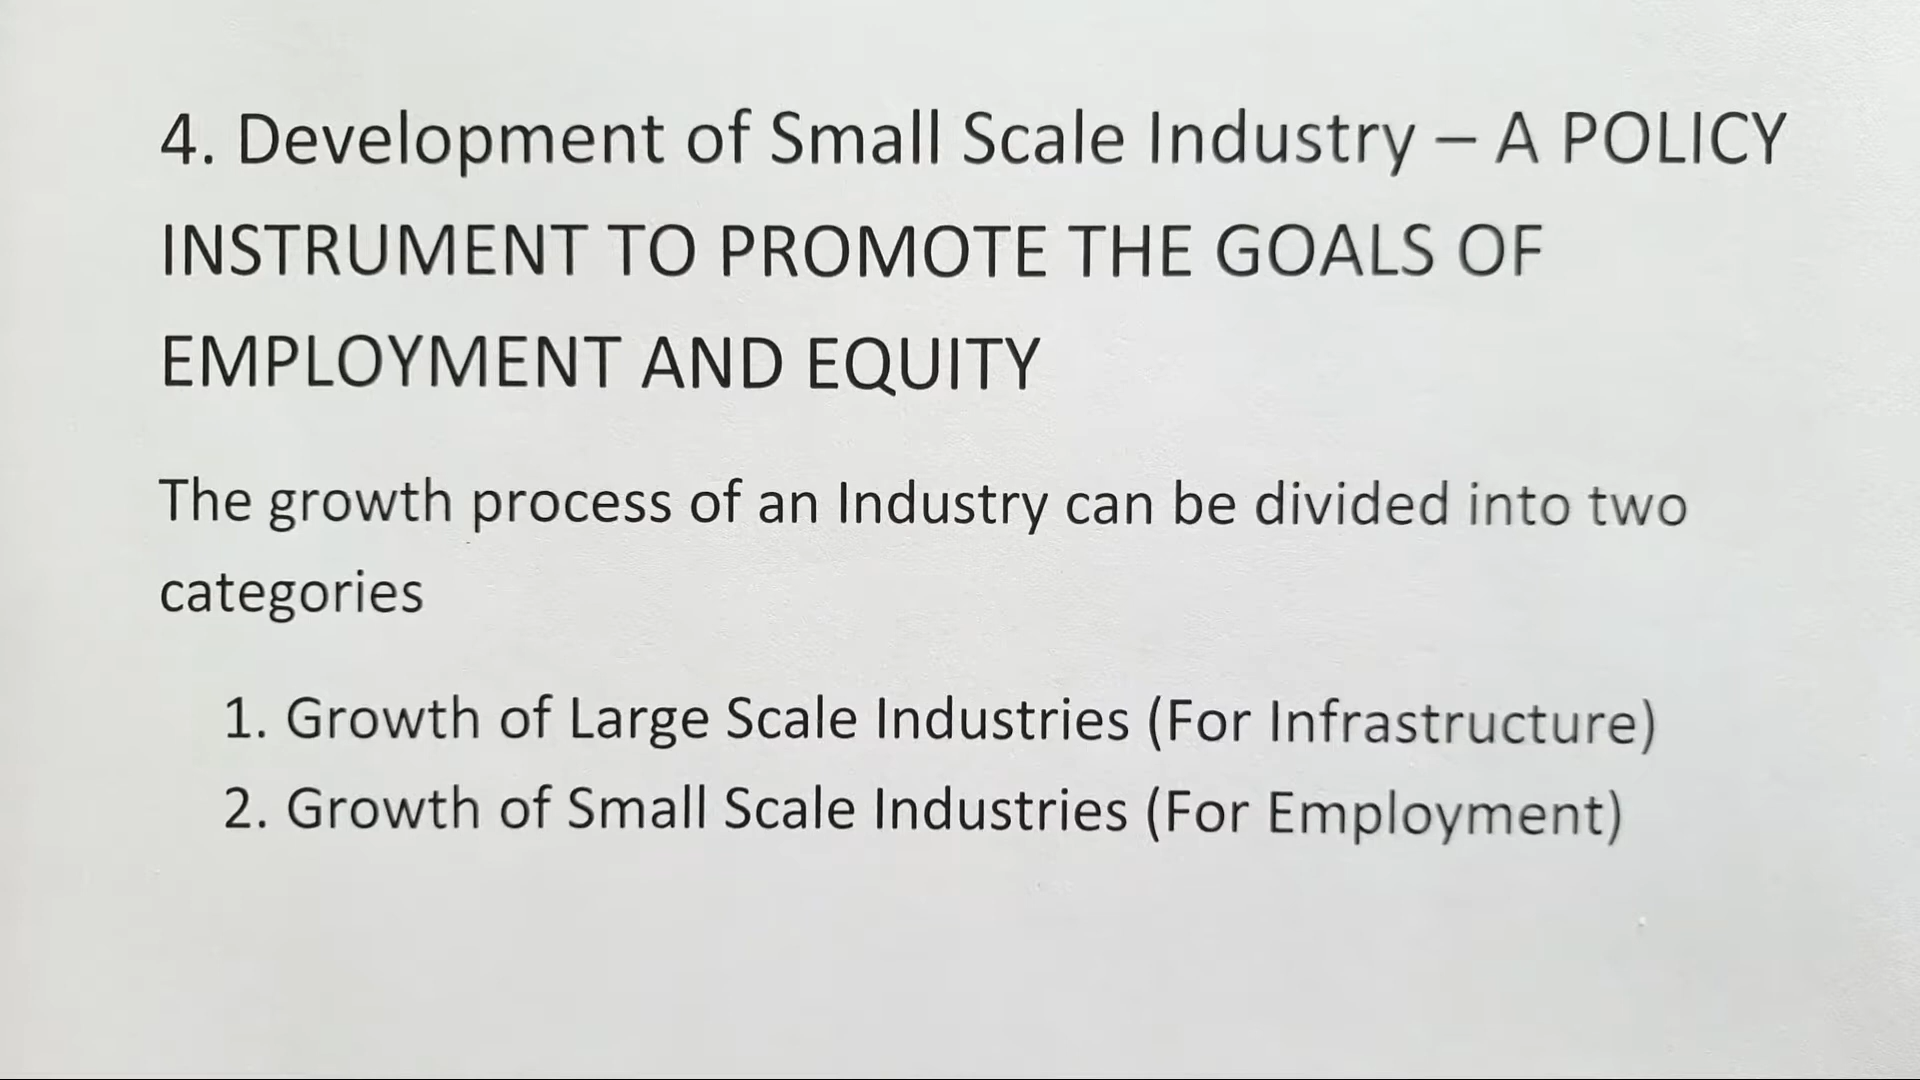 4. Development of Small Scale Industry – A POLICY
INSTRUMENT TO PROMOTE THE GOALS OF
EMPLOYMENT AND EQUITY
The growth process of an Industry can be divided into two
categories
1. Growth of Large Scale Industries (For Infrastructure)
2. Growth of Small Scale Industries (For Employment)